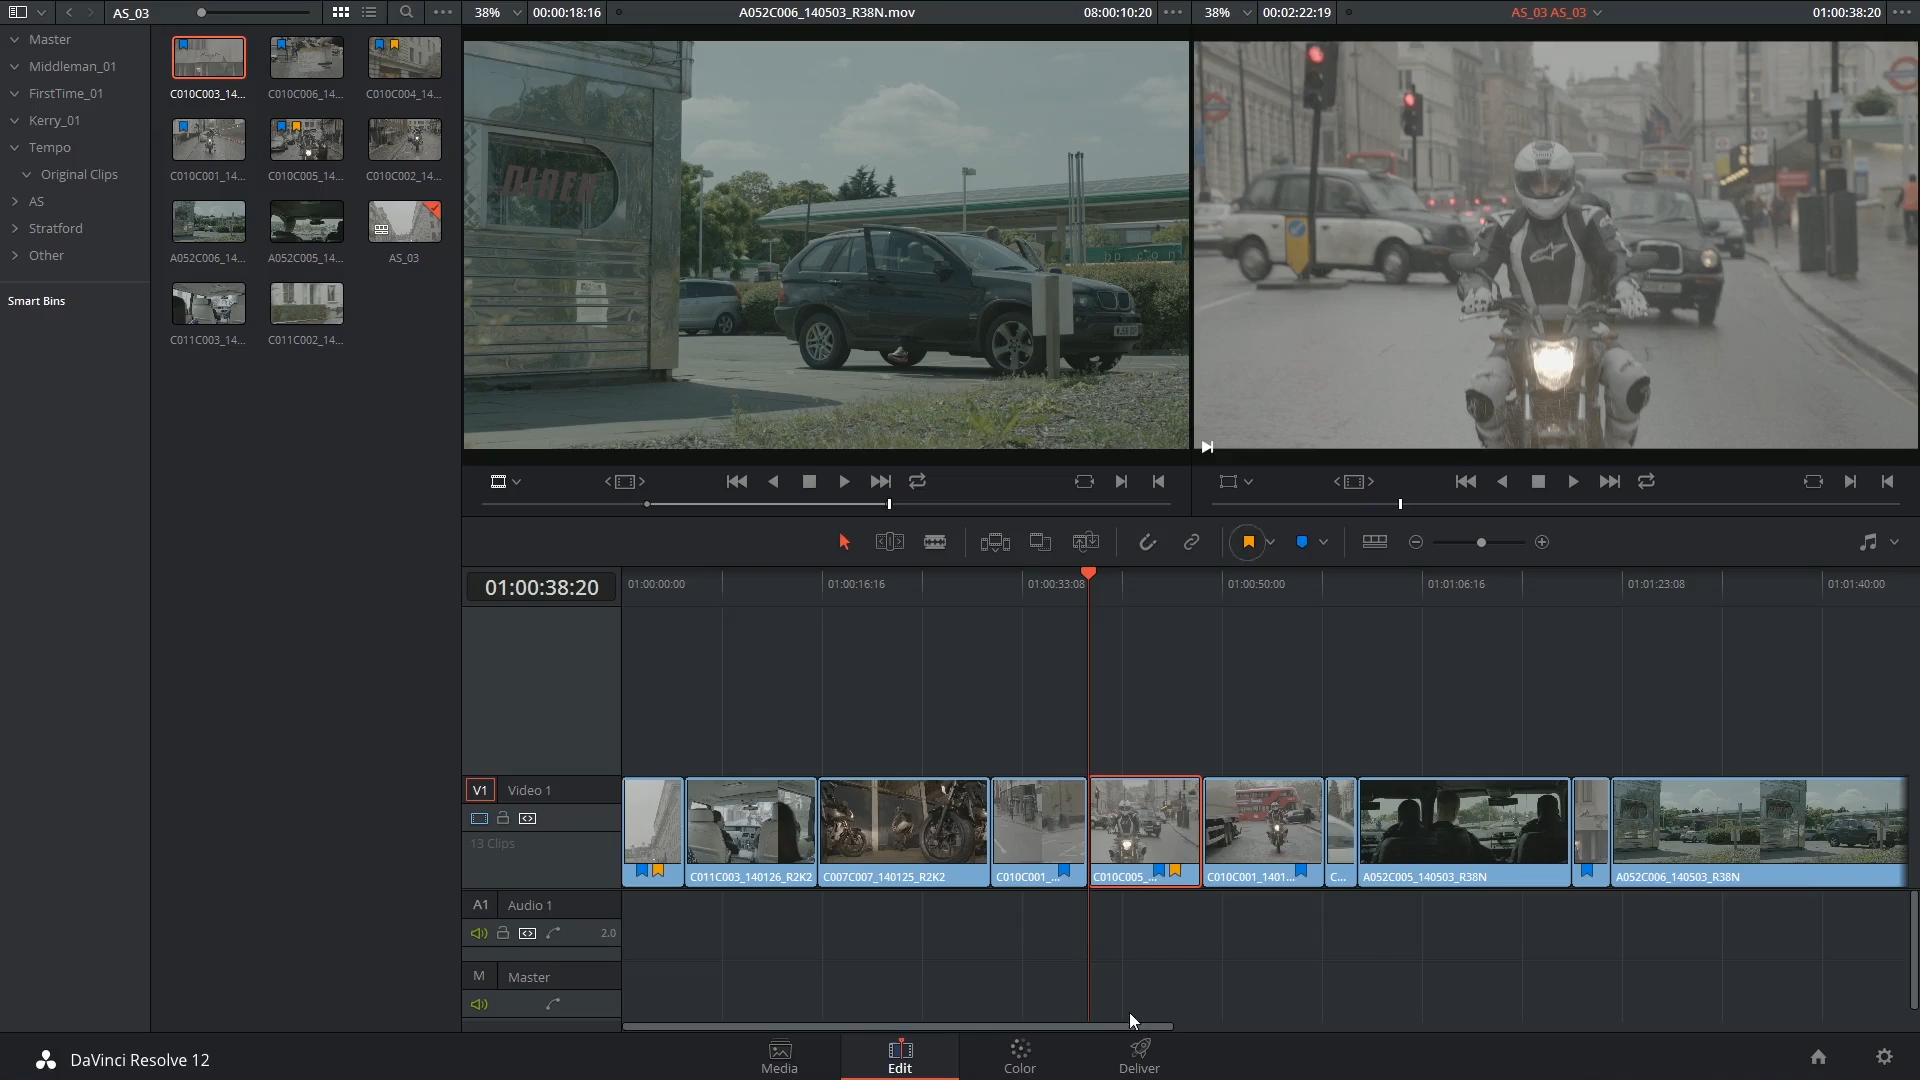 AS_03
38%
00:00:18:16
A052C006_140503_R38N.mov
08:00:10:20
38%
00:02:22:19
AS_03 AS_03
01:00:38:20
Master
Middleman_01
FirstTime_01
Kerry_01
Tempo
Original Clips
AS
Stratford
Other
Smart Bins
C010C003_14...
C010C006_14...
C010C004_14...
C010C001_14...
C010C005_14...
C010C002_14...
A052C006_14...
A052C005_14...
AS_03
C011C003_14...
C011C002_14...
DINER
01:00:38:20
01:00:00:00
01:00:16:16
01:00:33:08
01:00:50:00
01:01:06:16
01:01:23:08
01:01:40:00
V1
Video 1
13 Clips
C011C003_140126_R2K2
C007C007_140125_R2K2
C010C001_...
C010C005_...
C010C001_1401...
C...
A052C005_140503_R38N
A052C006_140503_R38N
A1
Audio 1
2.0
M
Master
DaVinci Resolve 12
Media
Edit
Color
Deliver